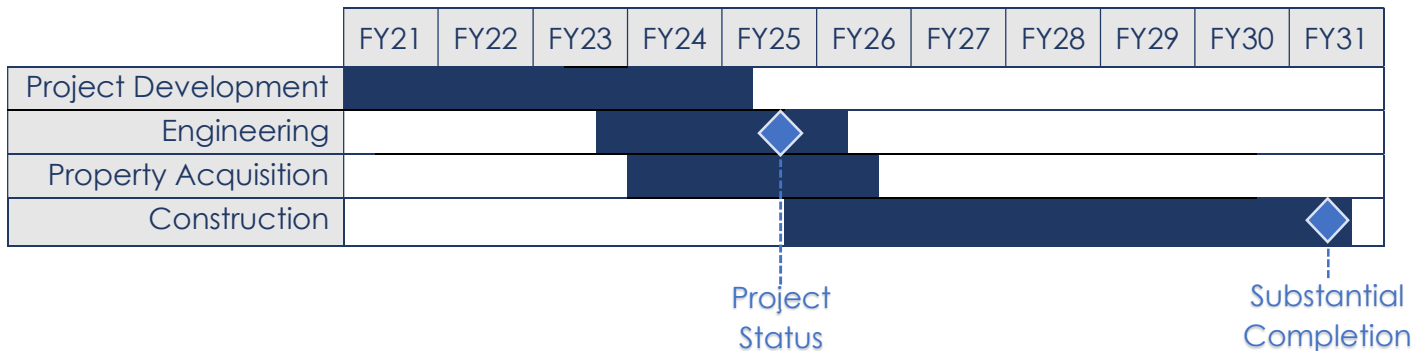 FY21 FY22 FY23 FY24 FY25 FY26 FY27 FY28 FY29 FY30 FY31
Project Development
Engineering
Property Acquisition
Construction
Project
Status
Substantial
Completion